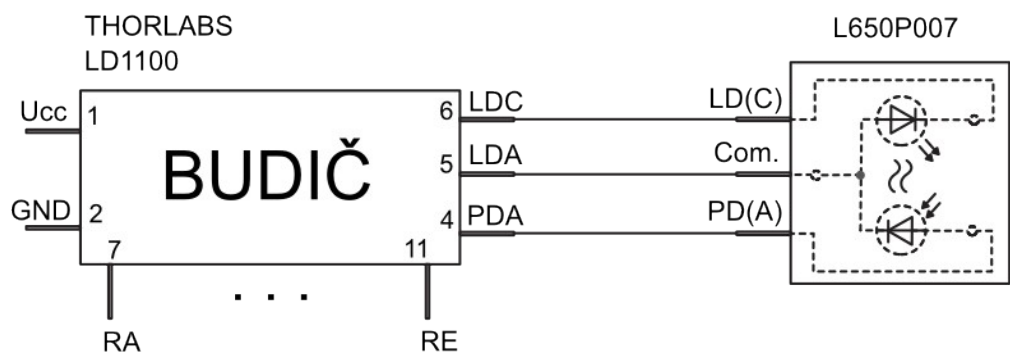 THORLABS
LD1100
L650P007
Ucc 1
6 LDC
LD(C)
BUDIČ
5 LDA
Com.
GND 2
4 PDA
PD(A)
7
11
. . .
RA
RE